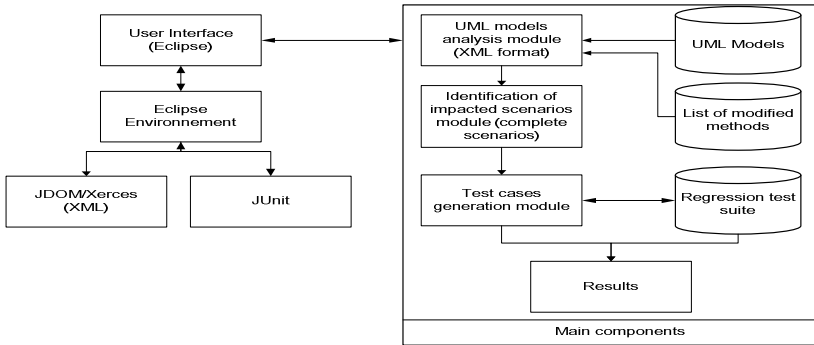 User Interface
(Eclipse)
Eclipse
Environnement
JDOM/Xerces
(XML)
JUnit
UML models
analysis module
(XML format)
UML Models
Identification of
impacted scenarios
module (complete
scenarios)
List of modified
methods
Test cases
generation module
Regression test
suite
Results
Main components